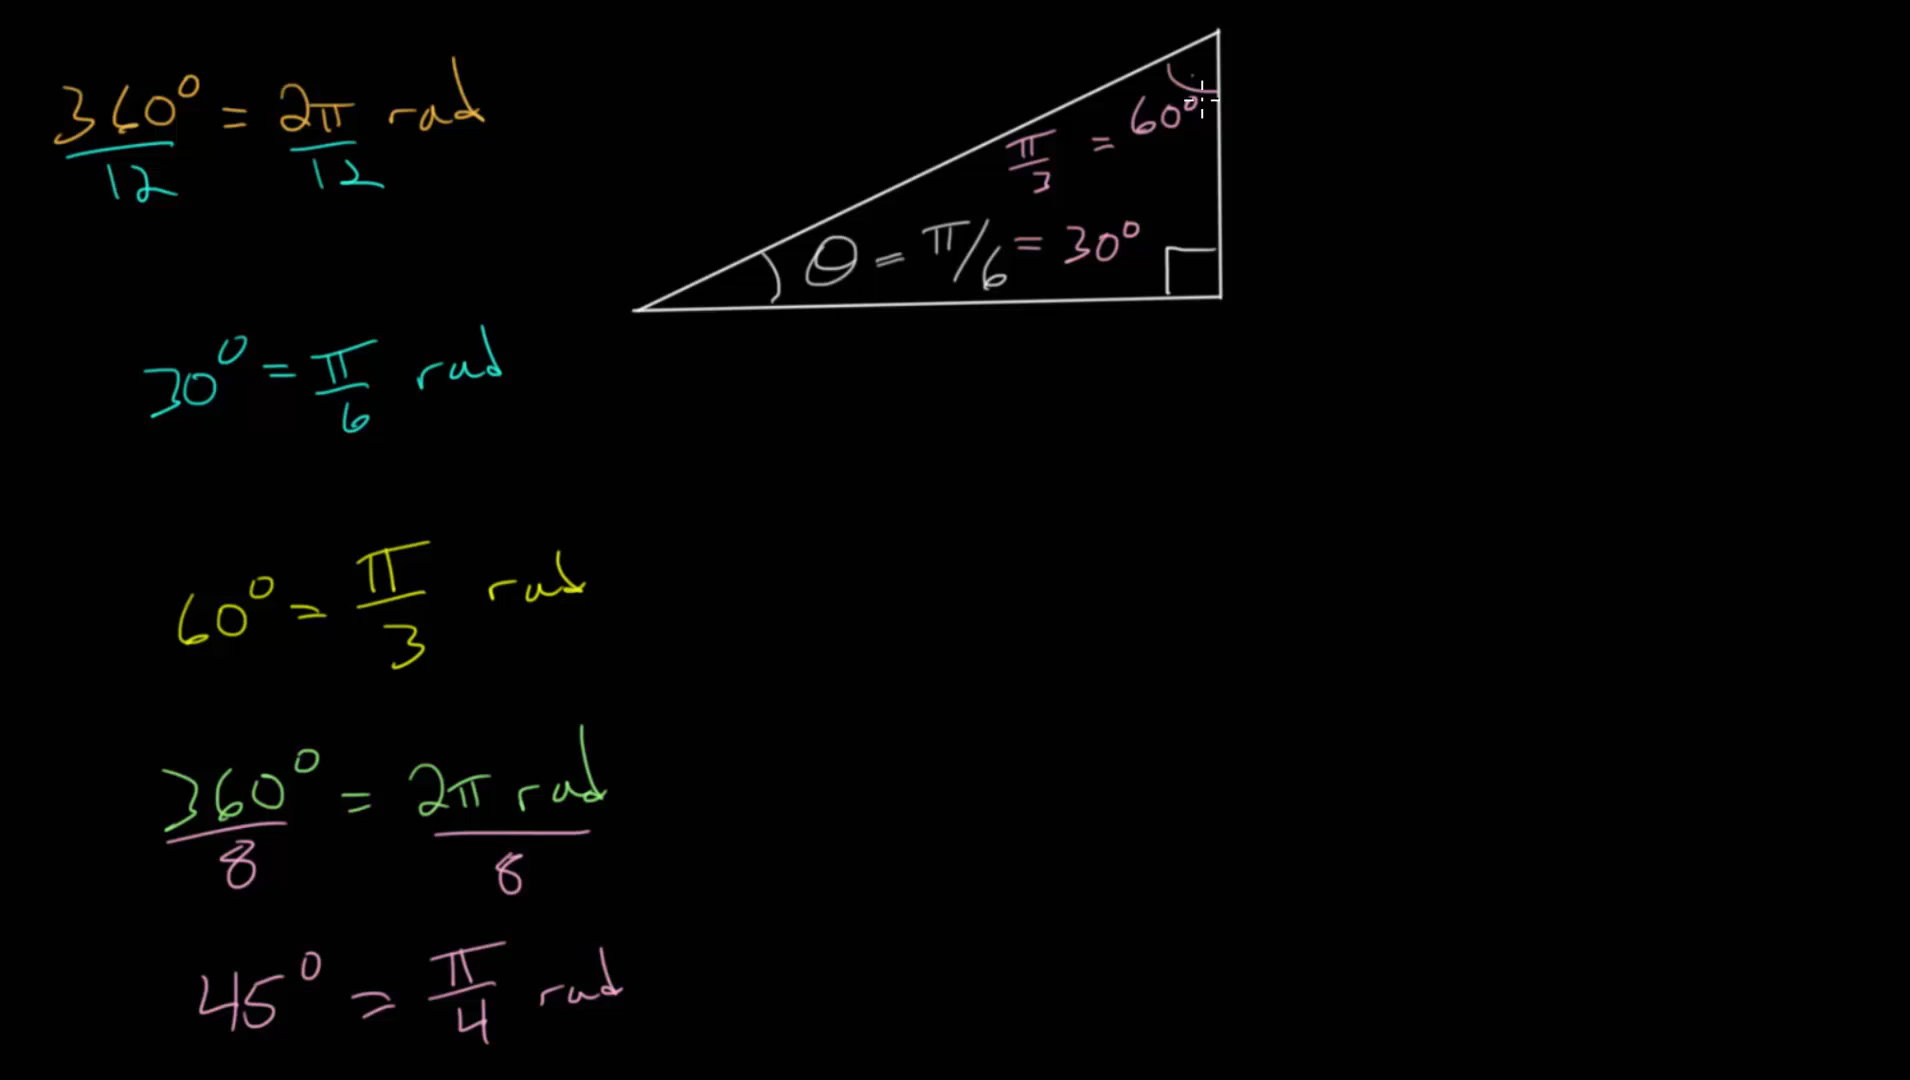 360° = 2π rad
12 12
30° = π/6 rad
60° = π/3 rad
360° = 2π rad
8 8
45° = π/4 rad
π/3 = 60°
θ = π/6 = 30°